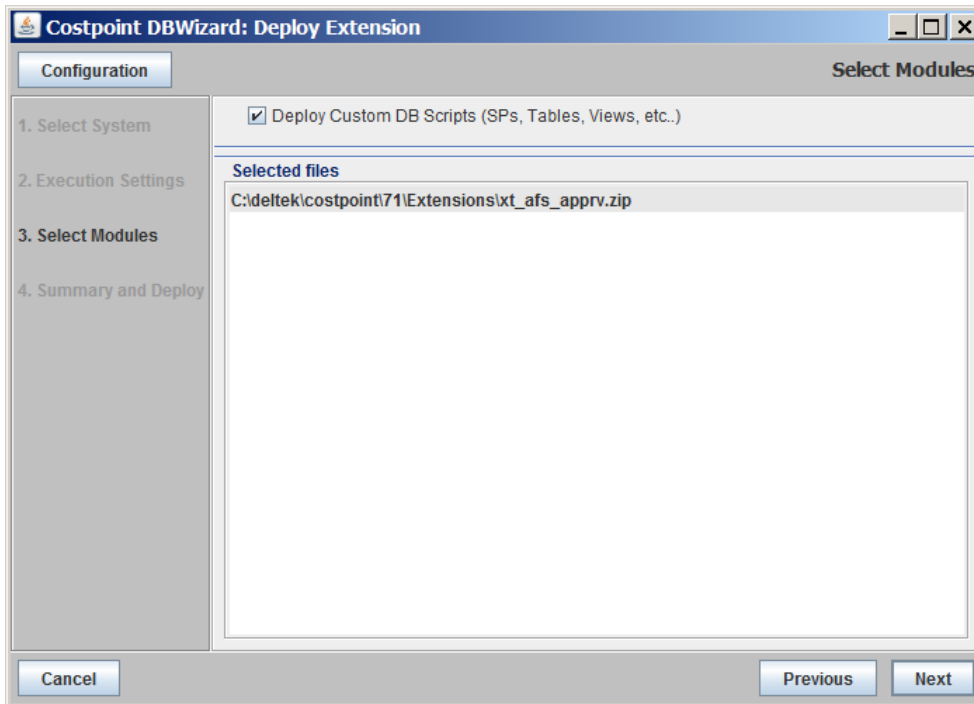 Costpoint DBWizard: Deploy Extension
Configuration
Select Modules
1. Select System
2. Execution Settings
3. Select Modules
4. Summary and Deploy
Deploy Custom DB Scripts (SPs, Tables, Views, etc..)
Selected files
C:\deltek\costpoint\71\Extensions\xt_afs_apprv.zip
Cancel
Previous
Next